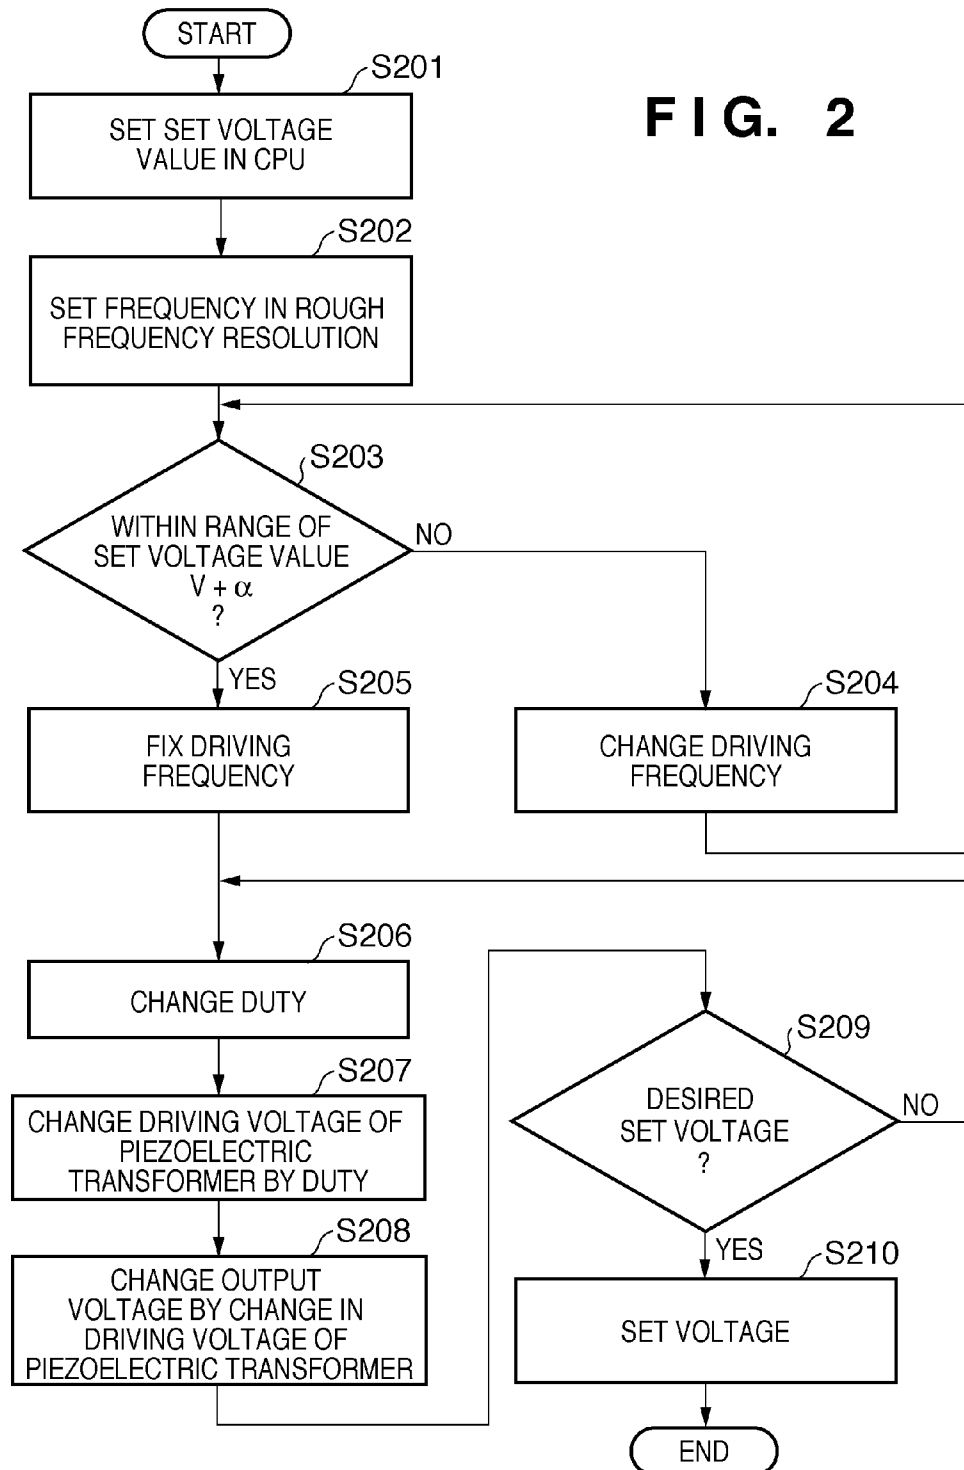 START
S201
FIG. 2
SET SET VOLTAGE
VALUE IN CPU
S202
SET FREQUENCY IN ROUGH
FREQUENCY RESOLUTION
S203
WITHIN RANGE OF
SET VOLTAGE VALUE
V + α
?
NO
YES
S205
FIX DRIVING
FREQUENCY
S204
CHANGE DRIVING
FREQUENCY
S206
CHANGE DUTY
S207
CHANGE DRIVING VOLTAGE OF
PIEZOELECTRIC
TRANSFORMER BY DUTY
S208
CHANGE OUTPUT
VOLTAGE BY CHANGE IN
DRIVING VOLTAGE OF
PIEZOELECTRIC TRANSFORMER
S209
DESIRED
SET VOLTAGE
?
NO
YES
S210
SET VOLTAGE
END